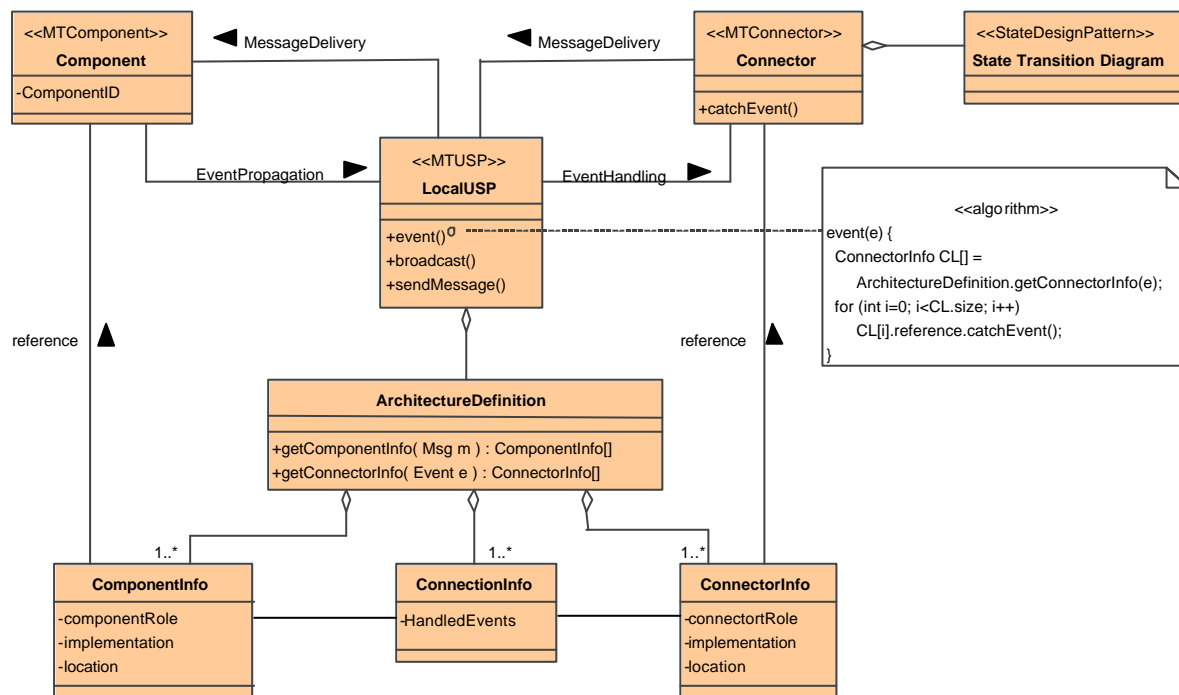 <<MTComponent>>
Component
-ComponentID
MessageDelivery
MessageDelivery
<<MTConnector>>
Connector
+catchEvent()
<<StateDesignPattern>>
State Transition Diagram
EventPropagation
<<MTUSP>>
LocalUSP
+event()
+broadcast()
+sendMessage()
EventHandling
<<algorithm>>
event(e) {
ConnectorInfo CL[] =
ArchitectureDefinition.getConnectorInfo(e);
for (int i=0; i<CL.size; i++)
CL[i].reference.catchEvent();
}
reference
reference
ArchitectureDefinition
+getComponentInfo( Msg m ) : ComponentInfo[]
+getConnectorInfo( Event e ) : ConnectorInfo[]
1..*
1..*
1..*
ComponentInfo
-componentRole
-implementation
-location
ConnectionInfo
-HandledEvents
ConnectorInfo
-connectortRole
-implementation
-location